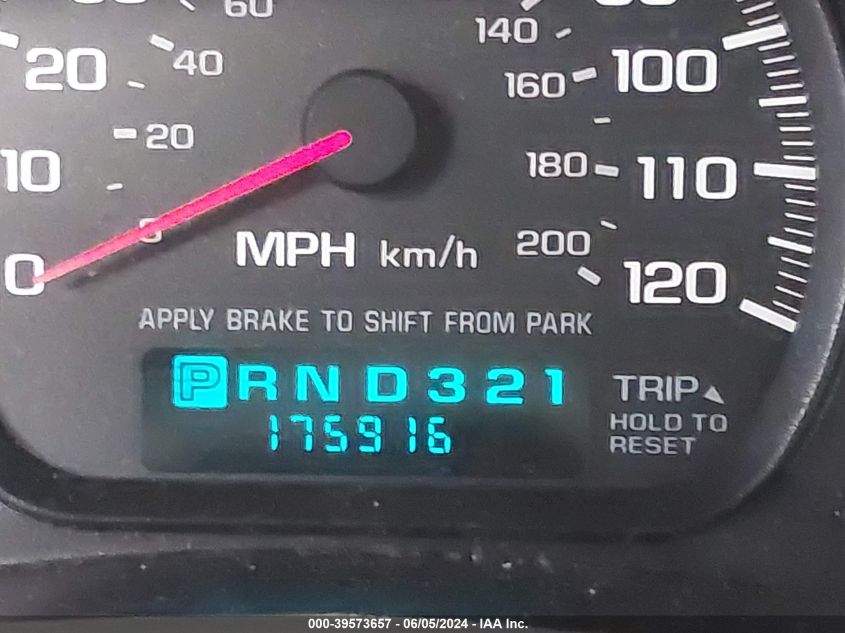 60
140
20
40
160
100
20
10
180
110
0
0
MPH km/h
200
120
APPLY BRAKE TO SHIFT FROM PARK
P R N D 3 2 1
TRIP
175916
HOLD TO
RESET
000-39573657 - 06/05/2024 - IAA Inc.